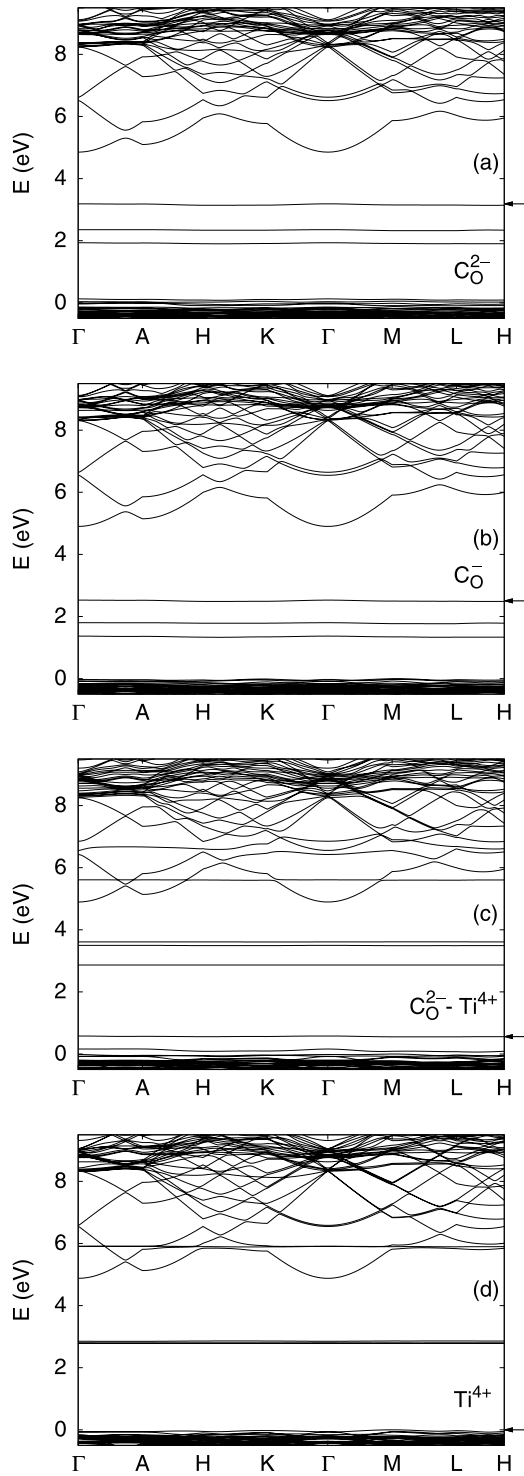 8
6
4
2
0
E (eV)
(a)
C_O^{2−}
Γ A H K Γ M L H
8
6
4
2
0
E (eV)
(b)
C_O^{−}
Γ A H K Γ M L H
8
6
4
2
0
E (eV)
(c)
C_O^{2−} - Ti^{4+}
Γ A H K Γ M L H
8
6
4
2
0
E (eV)
(d)
Ti^{4+}
Γ A H K Γ M L H